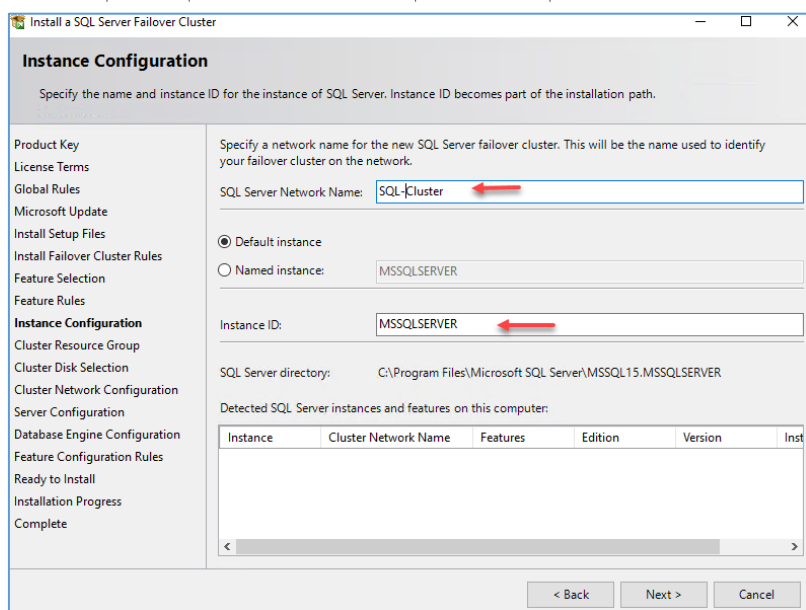 Install a SQL Server Failover Cluster
Instance Configuration
Specify the name and instance ID for the instance of SQL Server. Instance ID becomes part of the installation path.
Product Key
License Terms
Global Rules
Microsoft Update
Install Setup Files
Install Failover Cluster Rules
Feature Selection
Feature Rules
Instance Configuration
Cluster Resource Group
Cluster Disk Selection
Cluster Network Configuration
Server Configuration
Database Engine Configuration
Feature Configuration Rules
Ready to Install
Installation Progress
Complete
Specify a network name for the new SQL Server failover cluster. This will be the name used to identify
your failover cluster on the network.
SQL Server Network Name: SQL-Cluster
Default instance
Named instance: MSSQLSERVER
Instance ID: MSSQLSERVER
SQL Server directory: C:\Program Files\Microsoft SQL Server\MSSQL15.MSSQLSERVER
Detected SQL Server instances and features on this computer:
Instance Cluster Network Name Features Edition Version Inst
< Back Next > Cancel